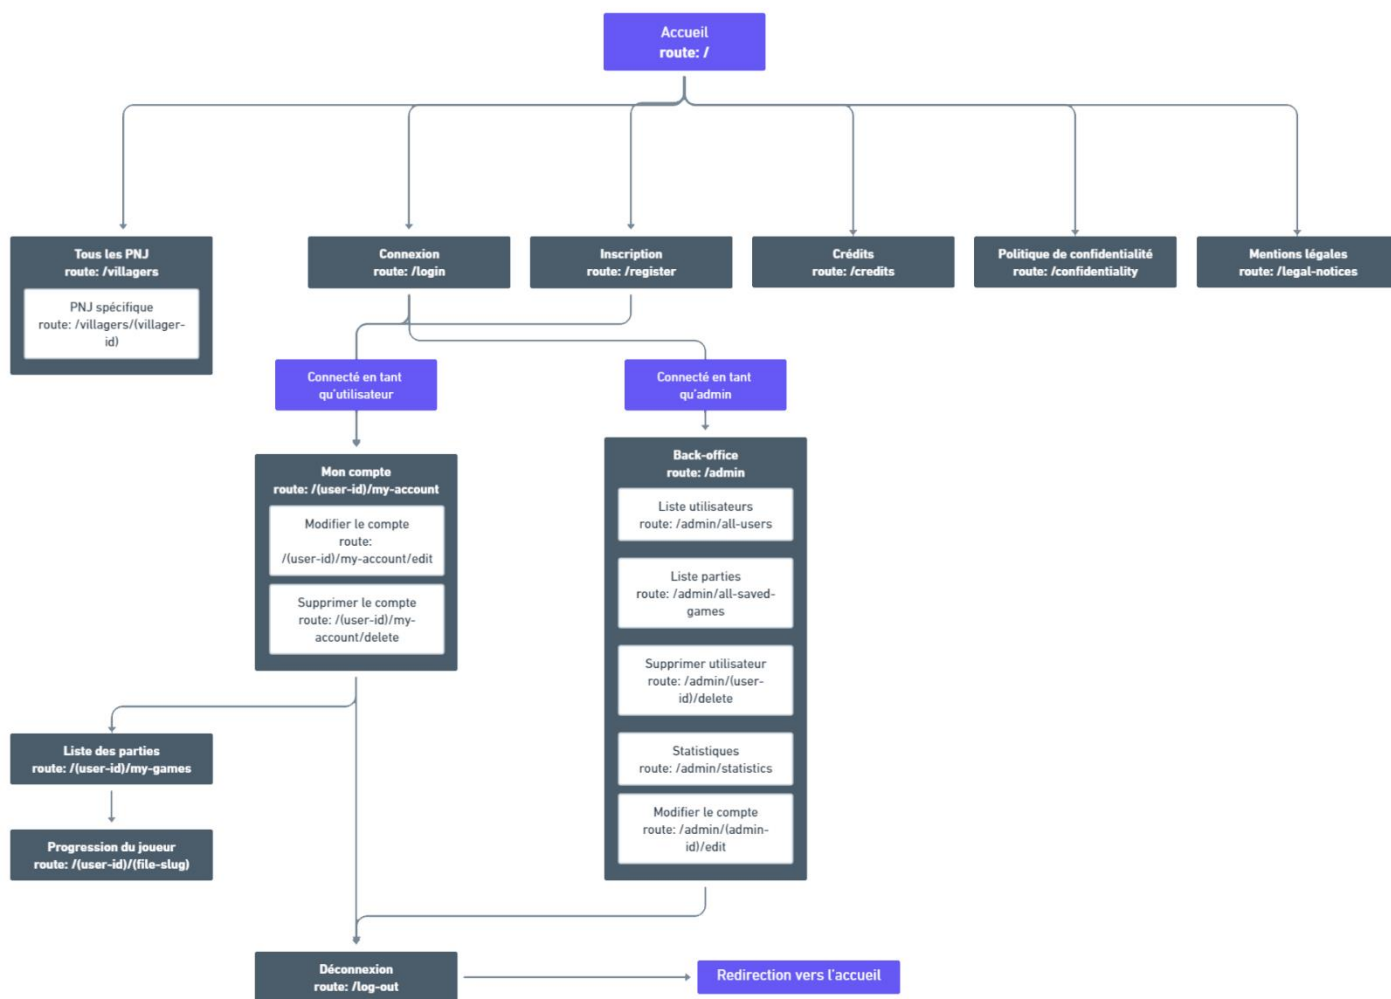 Accueil
route: /
Tous les PNJ
route: /villagers
PNJ spécifique
route: /villagers/(villager-
id)
Connexion
route: /login
Inscription
route: /register
Crédits
route: /credits
Politique de confidentialité
route: /confidentiality
Mentions légales
route: /legal-notices
Connecté en tant
qu'utilisateur
Connecté en tant
qu'admin
Mon compte
route: /(user-id)/my-account
Modifier le compte
route:
/(user-id)/my-account/edit
Supprimer le compte
route: /(user-id)/my-
account/delete
Back-office
route: /admin
Liste utilisateurs
route: /admin/all-users
Liste parties
route: /admin/all-saved-
games
Supprimer utilisateur
route: /admin/(user-
id)/delete
Statistiques
route: /admin/statistics
Modifier le compte
route: /admin/(admin-
id)/edit
Liste des parties
route: /(user-id)/my-games
Progression du joueur
route: /(user-id)/(file-slug)
Déconnexion
route: /log-out
Redirection vers l'accueil